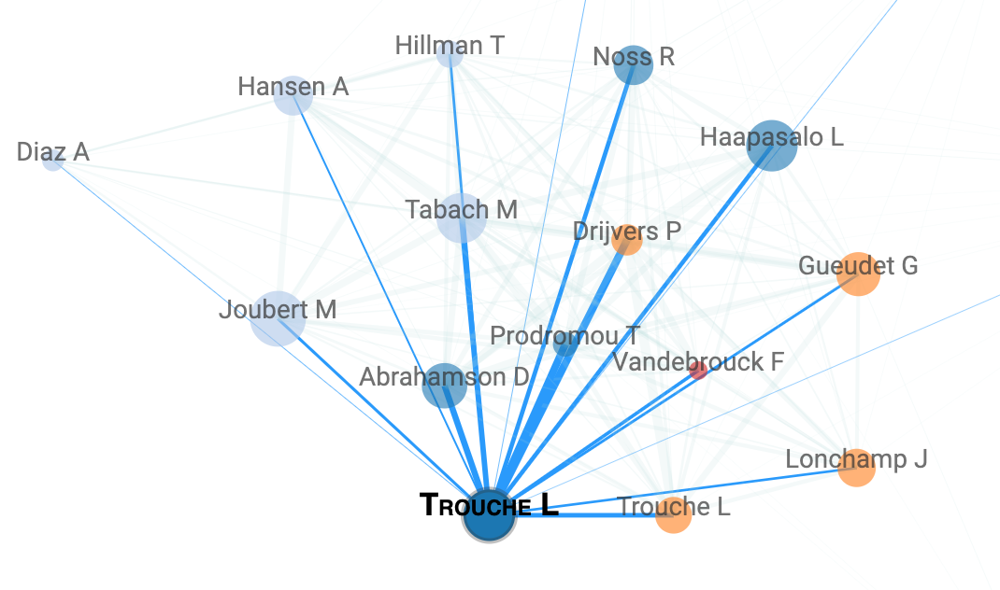 Hillman T
Noss R
Hansen A
Haapasalo L
Diaz A
Tabach M
Drijvers P
Gueudet G
Joubert M
Prodromou T
Vandebrouck F
Abrahamson D
Lonchamp J
Trouche L
Trouche L